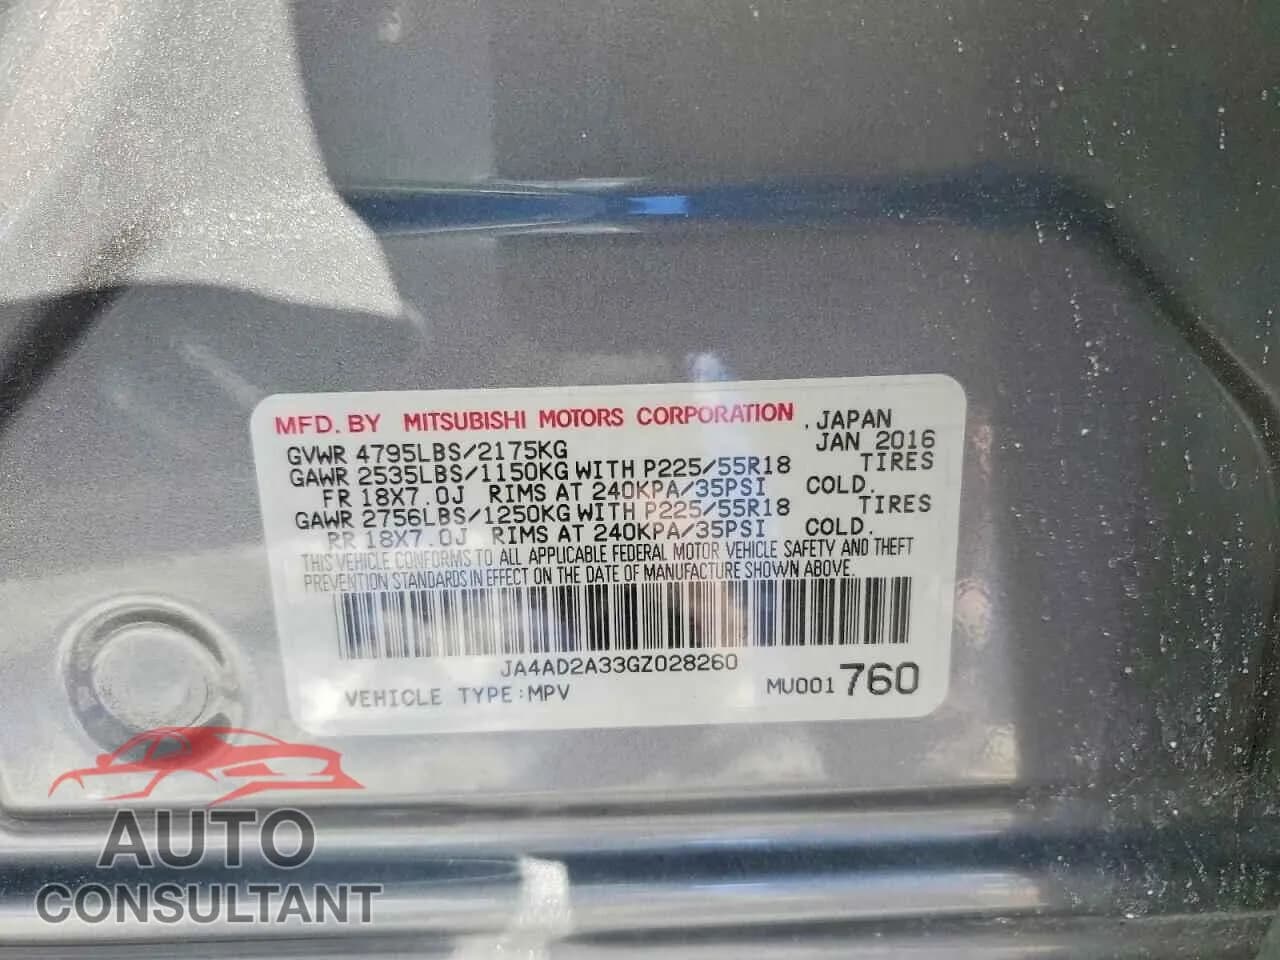 MFD. BY MITSUBISHI MOTORS CORPORATION , JAPAN
GVWR 4795LBS/2175KG JAN 2016
GAWR 2535LBS/1150KG WITH P225/55R18 TIRES
FR 18X7.0J RIMS AT 240KPA/35PSI COLD.
GAWR 2756LBS/1250KG WITH P225/55R18 TIRES
RR 18X7.0J RIMS AT 240KPA/35PSI COLD.
THIS VEHICLE CONFORMS TO ALL APPLICABLE FEDERAL MOTOR VEHICLE SAFETY AND THEFT
PREVENTION STANDARDS IN EFFECT ON THE DATE OF MANUFACTURE SHOWN ABOVE.
JA4AD2A33GZ028260
VEHICLE TYPE:MPV MU001 760
AUTO
CONSULTANT